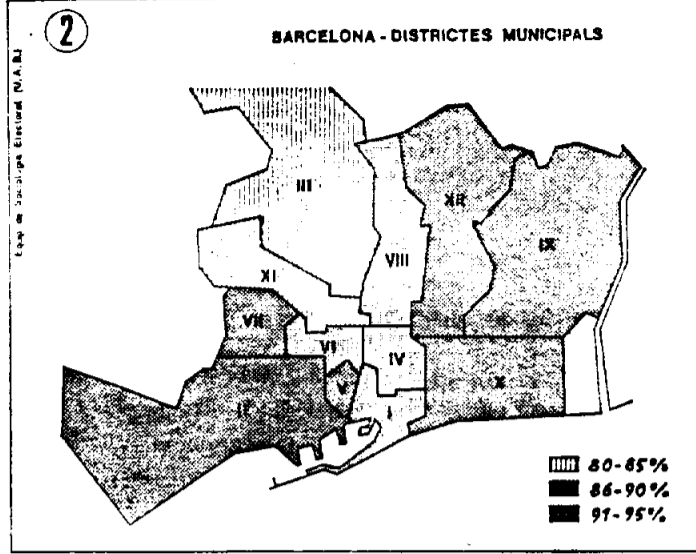 2
BARCELONA - DISTRICTES MUNICIPALS
III
XII
IX
VIII
XI
VII
VI
IV
V
X
II
I
80-85%
86-90%
91-95%